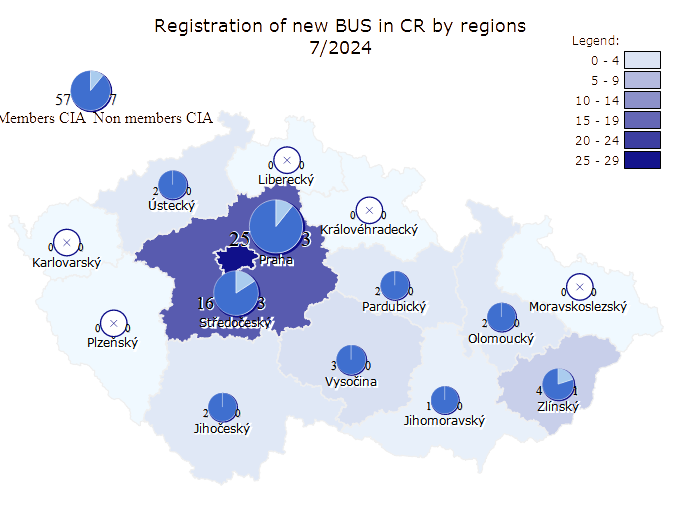 Registration of new BUS in CR by regions
7/2024
Legend:
0 - 4
5 - 9
10 - 14
15 - 19
20 - 24
25 - 29
57 7
Members CIA Non members CIA
0 0
Liberecký
2 0
Ústecký
0 0
Královéhradecký
25 3
Praha
0 0
Karlovarský
16 3
Středočeský
2 0
Pardubický
0 0
Moravskoslezský
0 0
Plzeňský
2 0
Olomoucký
3 0
Vysočina
4 1
Zlínský
2 0
Jihočeský
1 0
Jihomoravský